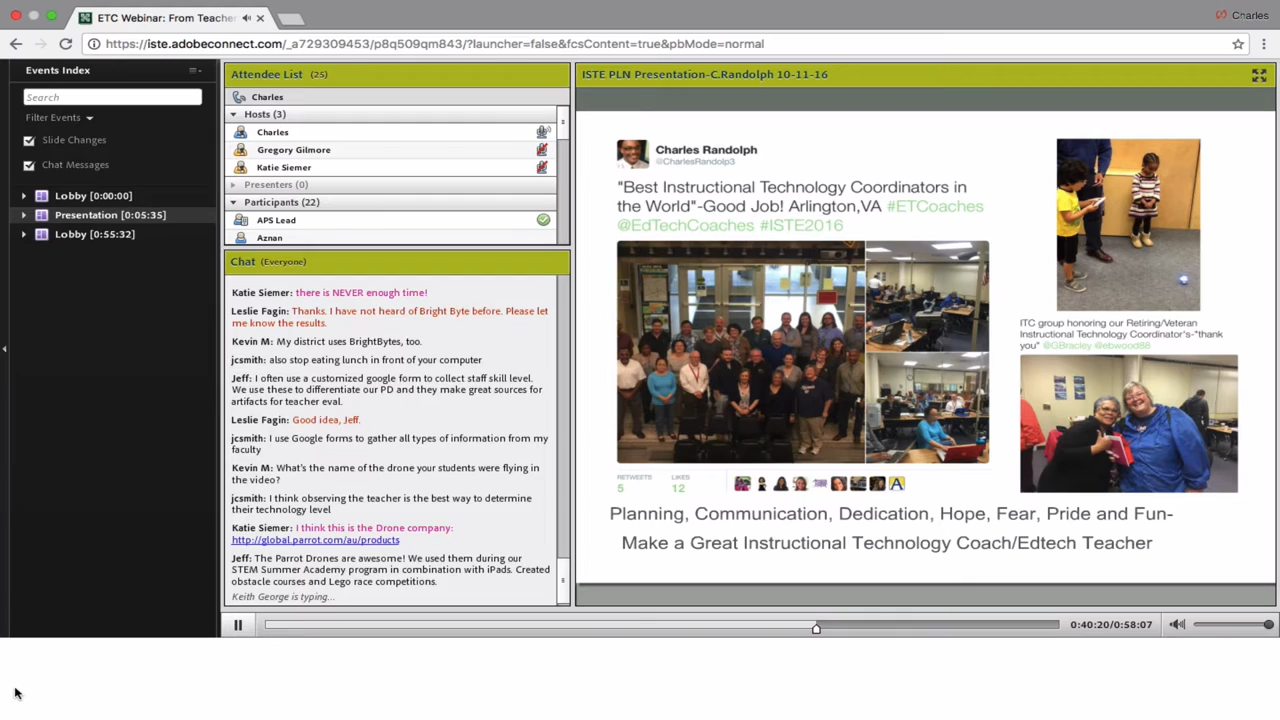 ETC Webinar: From Teacher
Charles
https://iste.adobeconnect.com/_a729309453/p8q509qm843/?launcher=false&fcsContent=true&pbMode=normal
Events Index
Search
Filter Events
Slide Changes
Chat Messages
Lobby [0:00:00]
Presentation [0:05:35]
Lobby [0:55:32]
Attendee List (25)
Charles
Hosts (3)
Charles
Gregory Gilmore
Katie Siemer
Presenters (0)
Participants (22)
APS Lead
Aznan
Chat (Everyone)
Katie Siemer: there is NEVER enough time!
Leslie Fagin: Thanks. I have not heard of Bright Byte before. Please let
me know the results.
Kevin M: My district uses BrightBytes, too.
jcsmith: also stop eating lunch in front of your computer
Jeff: I often use a customized google form to collect staff skill level.
We use these to differentiate our PD and they make great sources for
artifacts for teacher eval.
Leslie Fagin: Good idea, Jeff.
jcsmith: I use Google forms to gather all types of information from my
faculty
Kevin M: What's the name of the drone your students were flying in
the video?
jcsmith: I think observing the teacher is the best way to determine
their technology level
Katie Siemer: I think this is the Drone company:
http://global.parrot.com/au/products
Jeff: The Parrot Drones are awesome! We used them during our
STEM Summer Academy program in combination with iPads. Created
obstacle courses and Lego race competitions.
Keith George is typing...
ISTE PLN Presentation-C.Randolph 10-11-16
Charles Randolph
@CharlesRandolp3
"Best Instructional Technology Coordinators in
the World"-Good Job! Arlington,VA #ETCoaches
@EdTechCoaches #ISTE2016
RETWEETS LIKES
5 12
ITC group honoring our Retiring/Veteran
Instructional Technology Coordinator's-"thank
you" @GBracley @ebwood88
Planning, Communication, Dedication, Hope, Fear, Pride and Fun-
Make a Great Instructional Technology Coach/Edtech Teacher
0:40:20/0:58:07